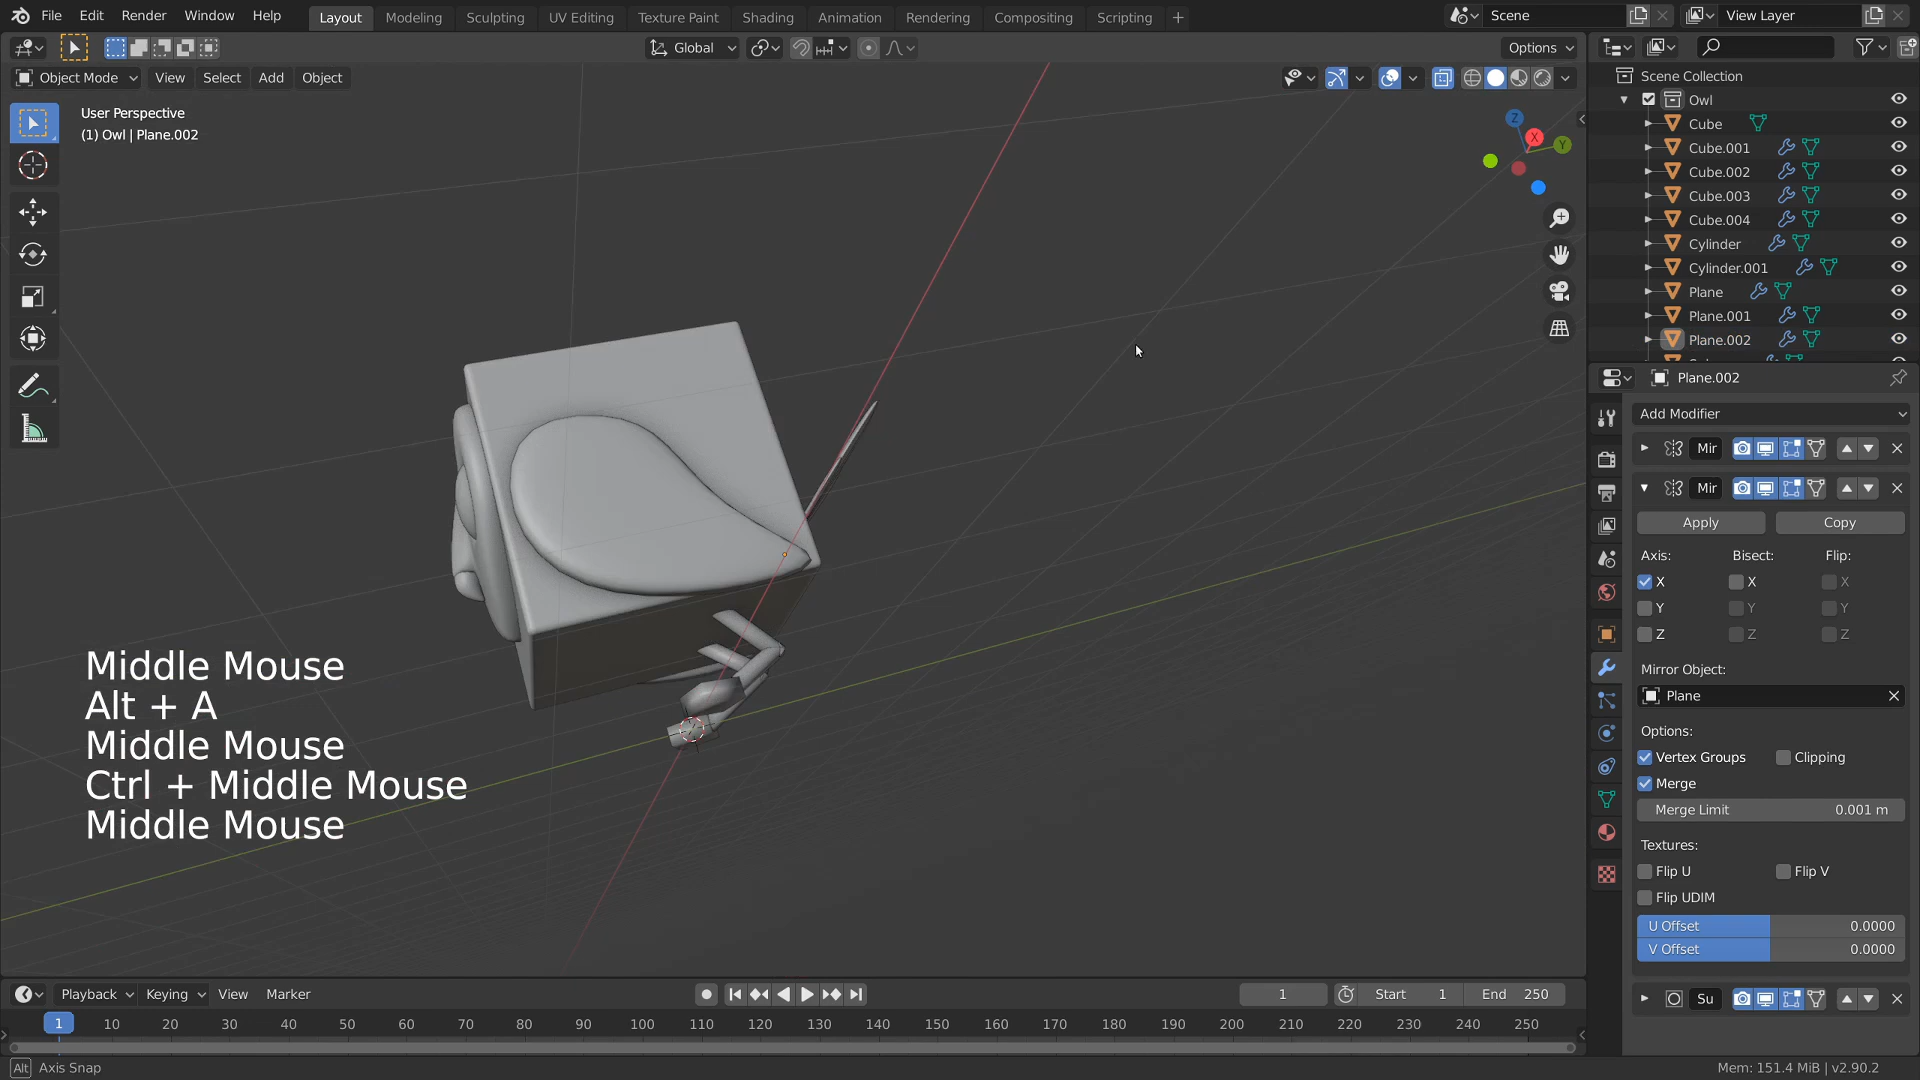 File Edit Render Window Help Layout Modeling Sculpting UV Editing Texture Paint Shading Animation Rendering Compositing Scripting + Scene View Layer
Global Options
Object Mode View Select Add Object
User Perspective
(1) Owl | Plane.002
X Y Z
Scene Collection
Owl
Cube
Cube.001
Cube.002
Cube.003
Cube.004
Cylinder
Cylinder.001
Plane
Plane.001
Plane.002
Plane.002
Add Modifier
Mir
Mir
Apply Copy
Axis: Bisect: Flip:
X X X
Y Y Y
Z Z Z
Mirror Object:
Plane
Options:
Vertex Groups Clipping
Merge
Merge Limit 0.001 m
Textures:
Flip U Flip V
Flip UDIM
U Offset 0.0000
V Offset 0.0000
Su
Middle Mouse
Alt + A
Middle Mouse
Ctrl + Middle Mouse
Middle Mouse
Playback Keying View Marker 1 Start 1 End 250
1 10 20 30 40 50 60 70 80 90 100 110 120 130 140 150 160 170 180 190 200 210 220 230 240 250
Alt Axis Snap Mem: 151.4 MiB | v2.90.2